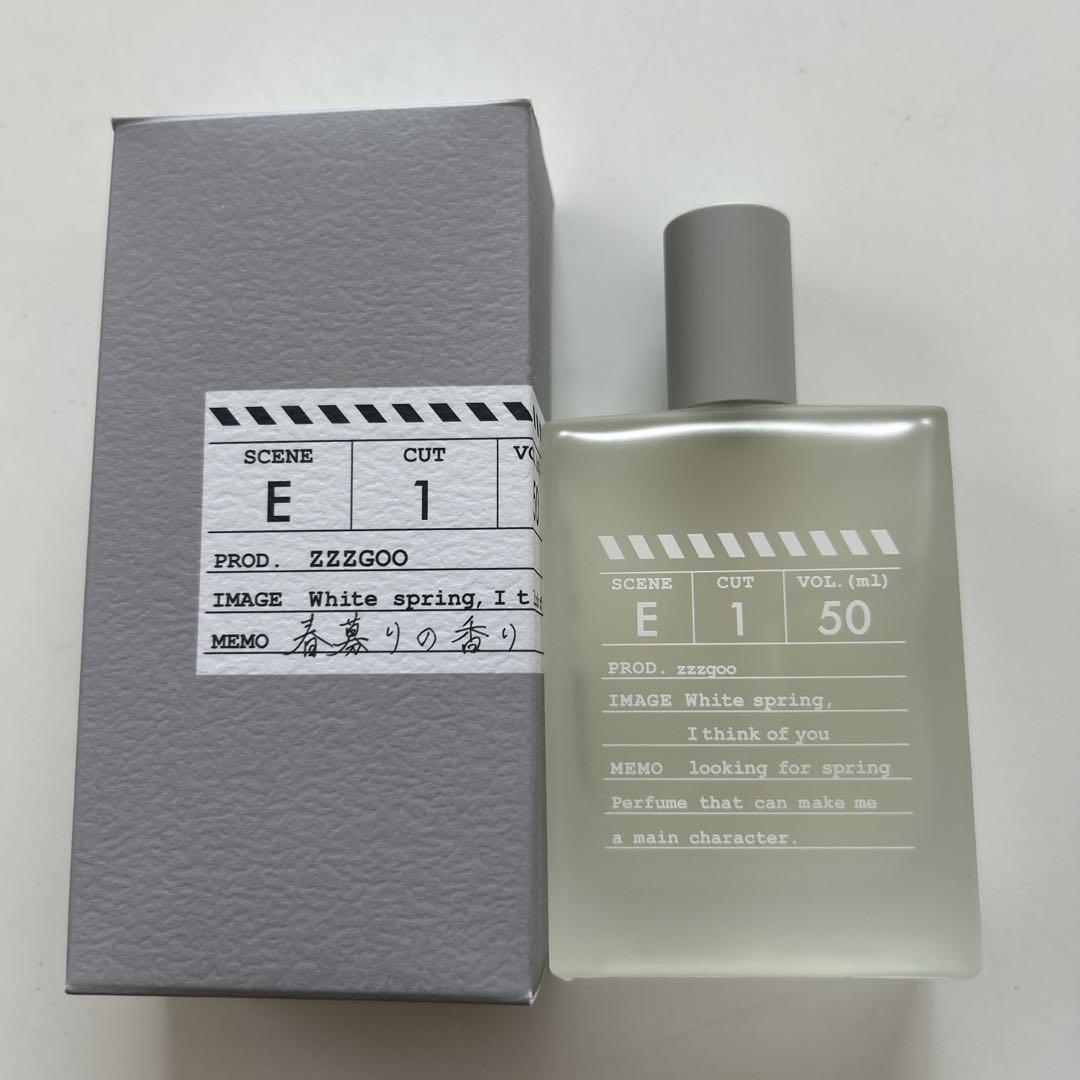 SCENE CUT
E 1
PROD. ZZZGOO
IMAGE White spring, I
MEMO 春募りの香り
SCENE CUT VOL.(ml)
E 1 50
PROD. zzzgoo
IMAGE White spring,
I think of you
MEMO looking for spring
Perfume that can make me
a main character.